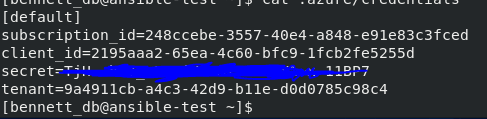 [bennett_db@ansible-test ~]$ cat .azure/credentials
[default]
subscription_id=248ccebe-3557-40e4-a848-e91e83c3fced
client_id=2195aaa2-65ea-4c60-bfc9-1fcb2fe5255d
secret=
tenant=9a4911cb-a4c3-42d9-b11e-d0d0785c98c4
[bennett_db@ansible-test ~]$